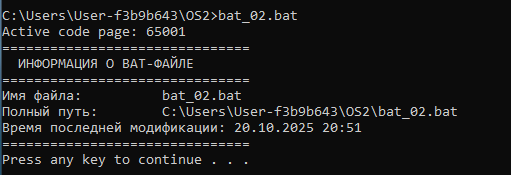 C:\Users\User-f3b9b643\OS2>bat_02.bat
Active code page: 65001
===============================
  ИНФОРМАЦИЯ О BAT-ФАЙЛЕ
===============================
Имя файла:          bat_02.bat
Полный путь:        C:\Users\User-f3b9b643\OS2\bat_02.bat
Время последней модификации: 20.10.2025 20:51
===============================
Press any key to continue . . .